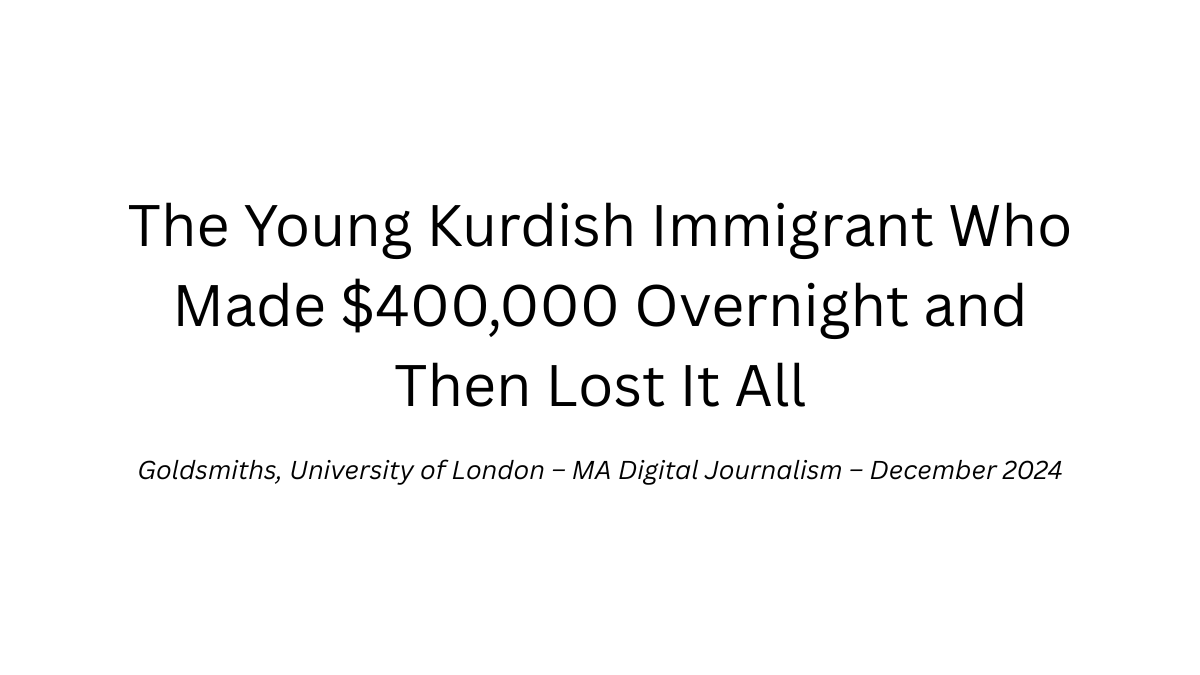 The Young Kurdish Immigrant Who
Made $400,000 Overnight and
Then Lost It All
Goldsmiths, University of London – MA Digital Journalism – December 2024